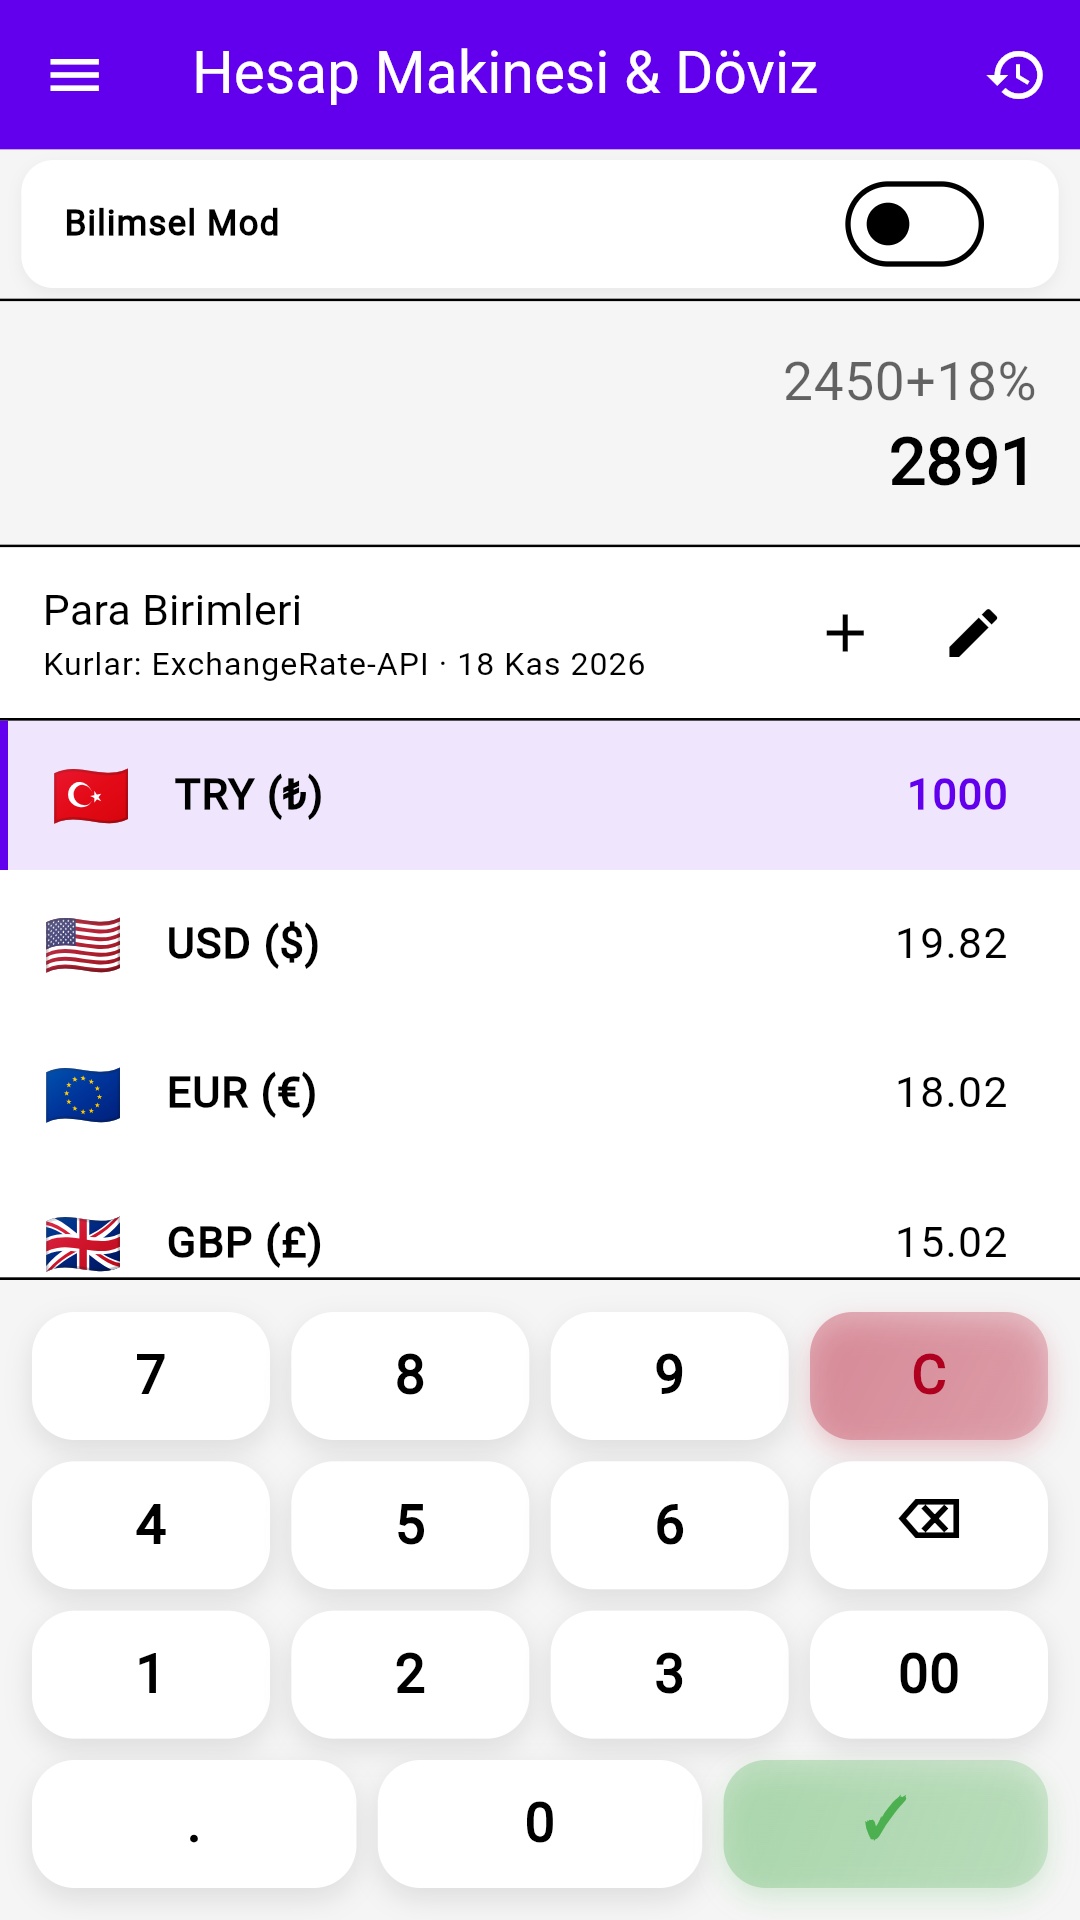 Hesap Makinesi & Döviz
Bilimsel Mod
2450+18%
2891
Para Birimleri
Kurlar: ExchangeRate-API · 18 Kas 2026
TRY (₺) 1000
USD ($) 19.82
EUR (€) 18.02
GBP (£) 15.02
7 8 9 C
4 5 6
1 2 3 00
. 0 ✓